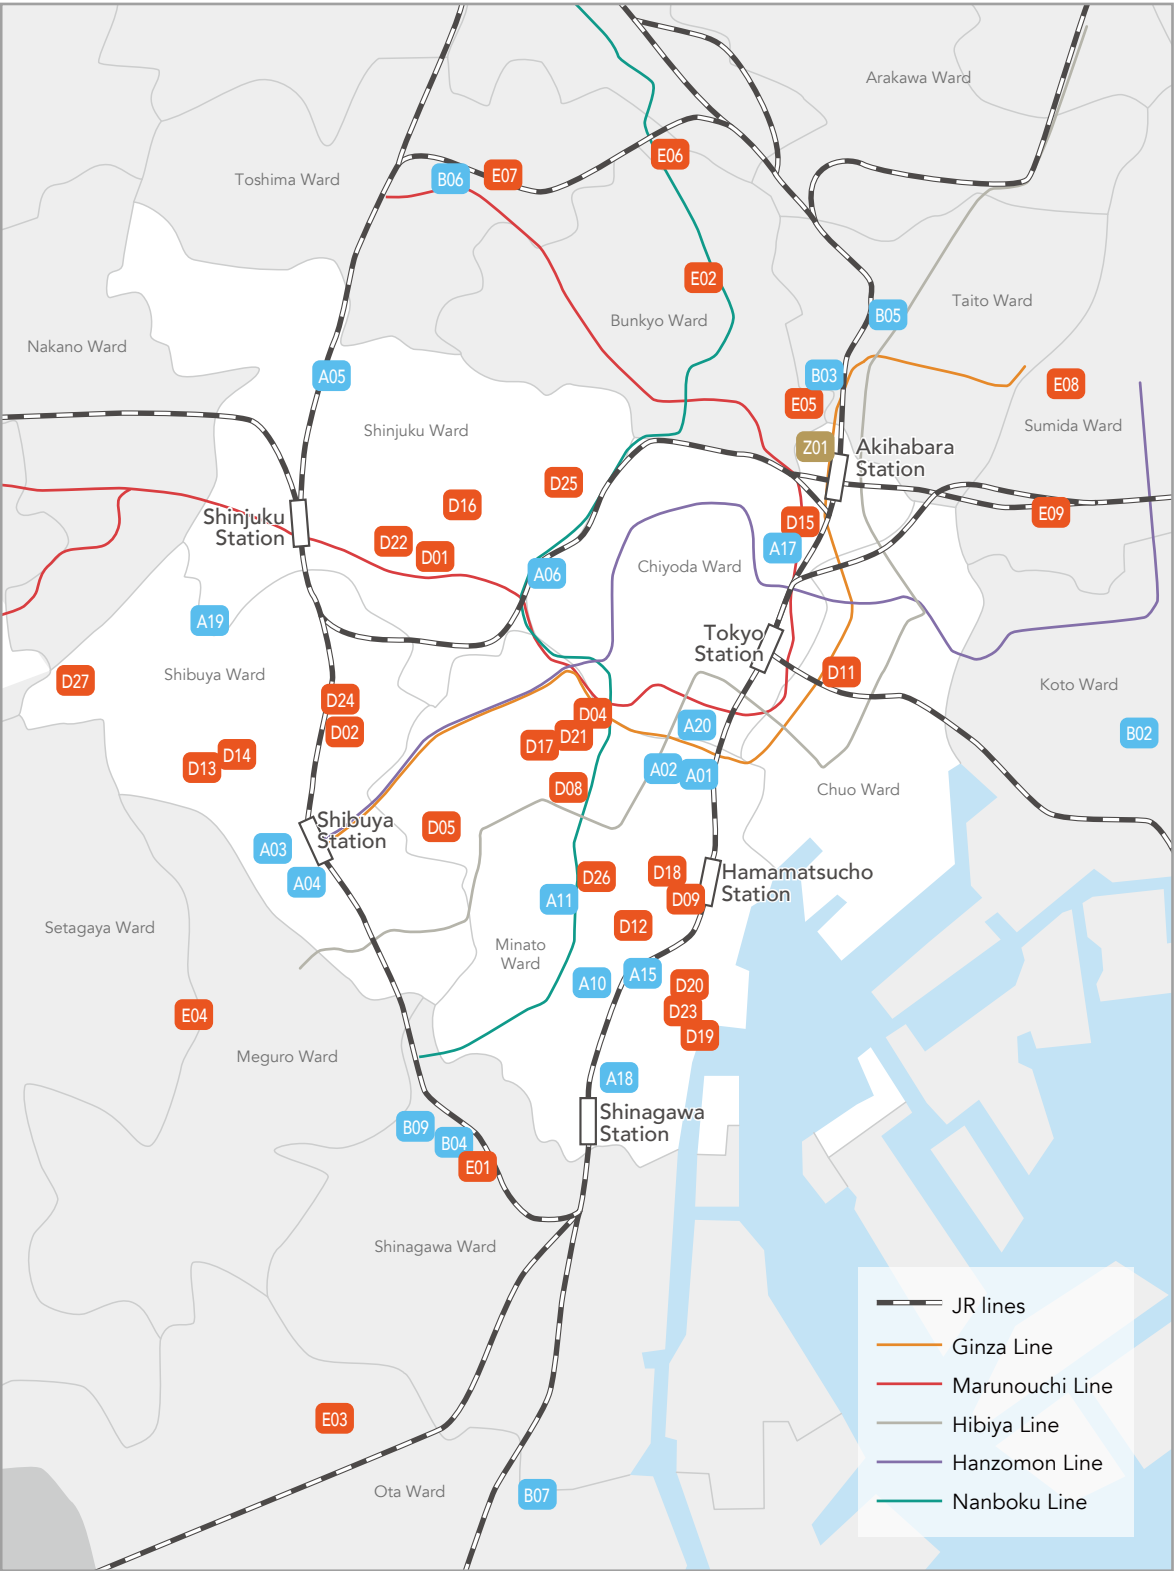 Arakawa Ward
E06
Toshima Ward
B06
E07
E02
Taito Ward
B05
Bunkyo Ward
Nakano Ward
A05
B03
E08
E05
Sumida Ward
Shinjuku Ward
Z01
Akihabara
Station
D25
D16
E09
Shinjuku
Station
D15
D22
A17
D01
A06
Chiyoda Ward
A19
Tokyo
Station
Shibuya Ward
D27
D11
Koto Ward
D24
D04
A20
D02
D21
D17
B02
D14
D13
A02
A01
D08
Chuo Ward
Shibuya
Station
D05
A03
A04
D26
D18
Hamamatsucho
Station
A11
D09
D12
Setagaya Ward
Minato
Ward
A15
A10
D20
D23
E04
D19
Meguro Ward
A18
Shinagawa
Station
B09
B04
E01
Shinagawa Ward
JR lines
Ginza Line
Marunouchi Line
Hibiya Line
Hanzomon Line
Nanboku Line
E03
Ota Ward
B07